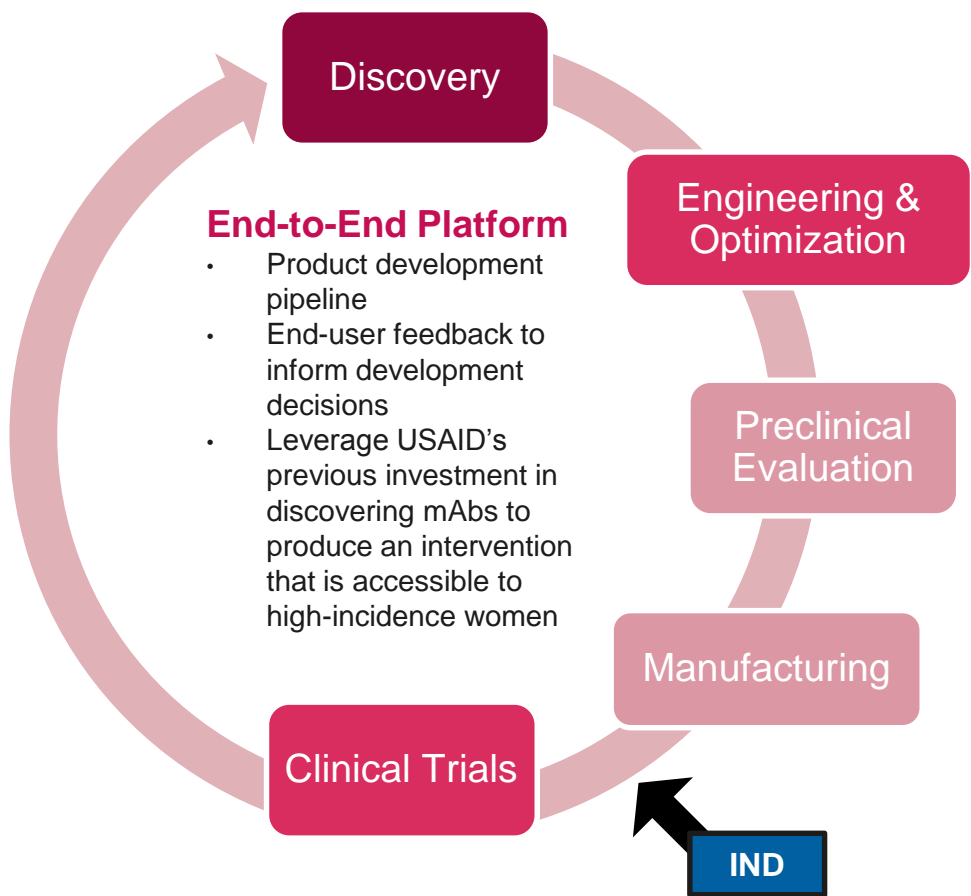 Discovery
Engineering &
Optimization
End-to-End Platform
• Product development
pipeline
• End-user feedback to
inform development
decisions
• Leverage USAID’s
previous investment in
discovering mAbs to
produce an intervention
that is accessible to
high-incidence women
Preclinical
Evaluation
Manufacturing
Clinical Trials
IND